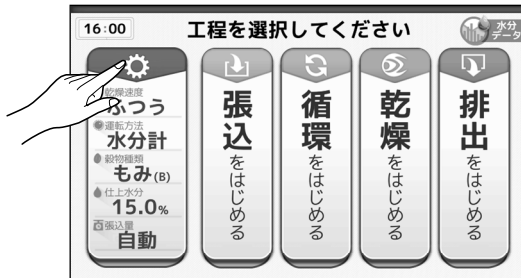 16:00
工程を選択してください
水分
データ
乾燥速度
ふつう
運転方法
水分計
穀物種類
もみ(B)
仕上水分
15.0%
張込量
自動
張込をはじめる
循環をはじめる
乾燥をはじめる
排出をはじめる